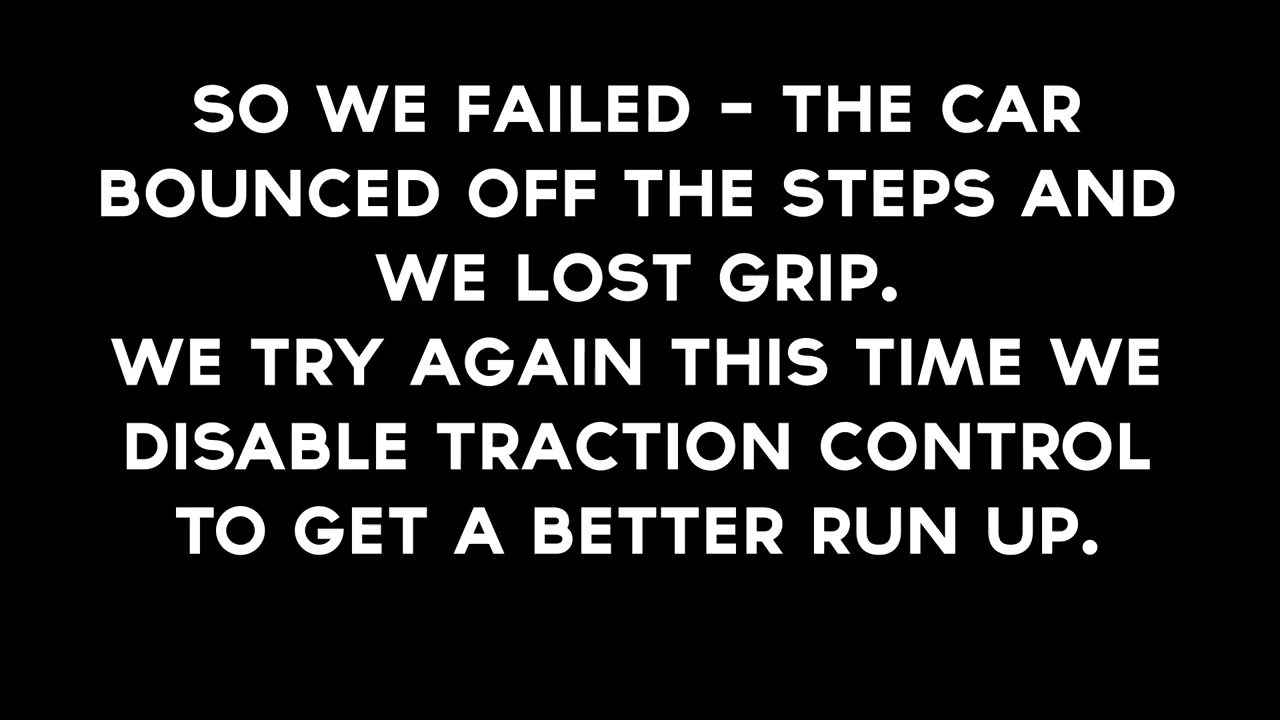 SO WE FAILED - THE CAR
BOUNCED OFF THE STEPS AND
WE LOST GRIP.
WE TRY AGAIN THIS TIME WE
DISABLE TRACTION CONTROL
TO GET A BETTER RUN UP.